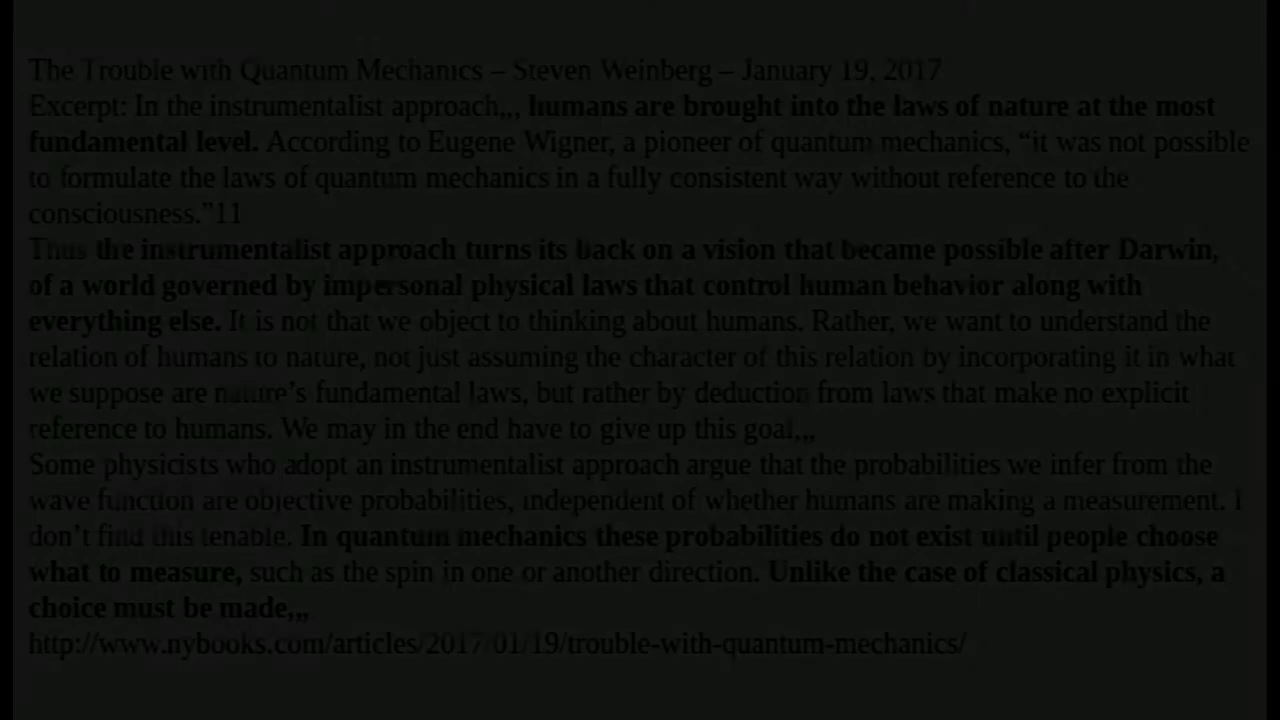 The Trouble with Quantum Mechanics – Steven Weinberg – January 19, 2017
Excerpt: In the instrumentalist approach,,, humans are brought into the laws of nature at the most
fundamental level. According to Eugene Wigner, a pioneer of quantum mechanics, “it was not possible
to formulate the laws of quantum mechanics in a fully consistent way without reference to the
consciousness.”11
Thus the instrumentalist approach turns its back on a vision that became possible after Darwin,
of a world governed by impersonal physical laws that control human behavior along with
everything else. It is not that we object to thinking about humans. Rather, we want to understand the
relation of humans to nature, not just assuming the character of this relation by incorporating it in what
we suppose are nature’s fundamental laws, but rather by deduction from laws that make no explicit
reference to humans. We may in the end have to give up this goal,,,
Some physicists who adopt an instrumentalist approach argue that the probabilities we infer from the
wave function are objective probabilities, independent of whether humans are making a measurement. I
don’t find this tenable. In quantum mechanics these probabilities do not exist until people choose
what to measure, such as the spin in one or another direction. Unlike the case of classical physics, a
choice must be made,,,
http://www.nybooks.com/articles/2017/01/19/trouble-with-quantum-mechanics/